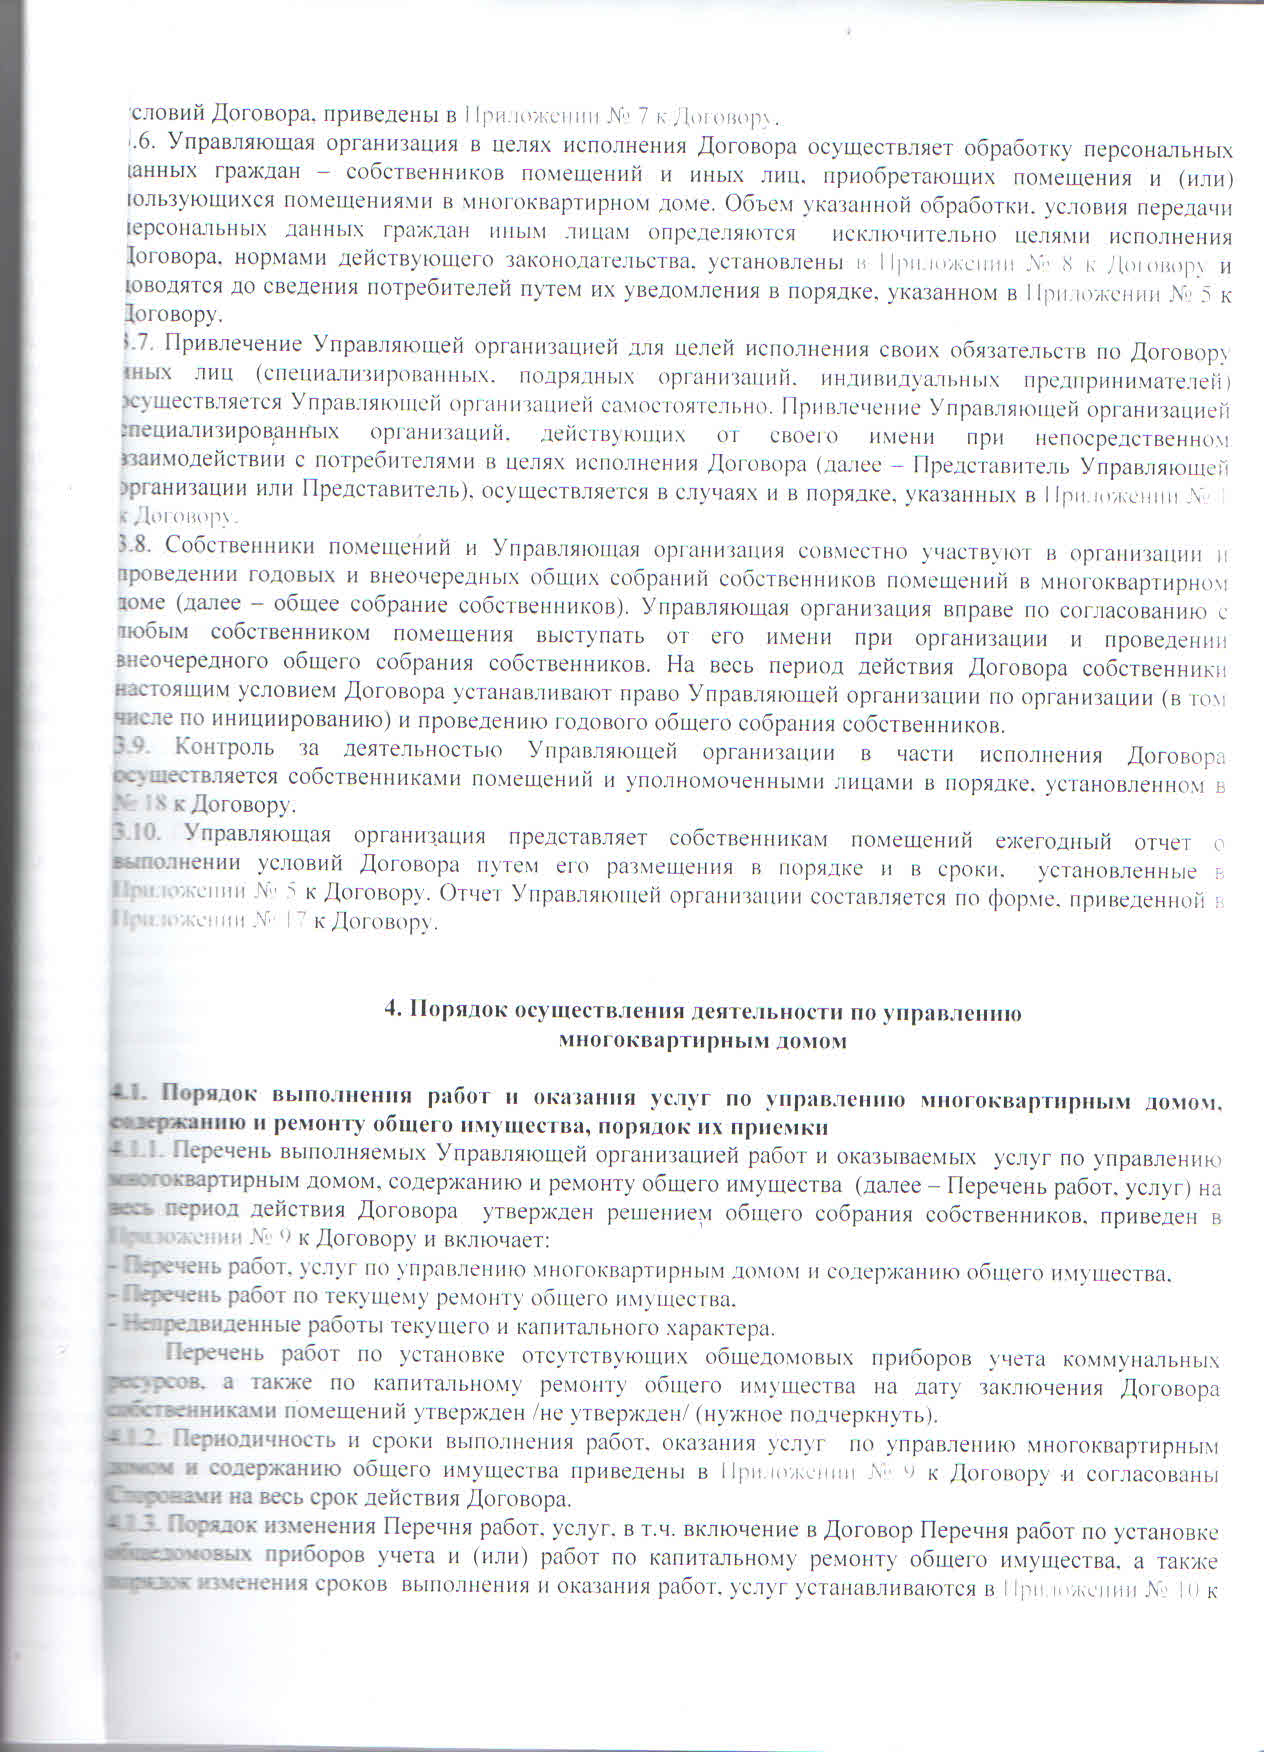 словий Договора, приведены в Приложении № 7 к Договору.
.6. Управляющая организация в целях исполнения Договора осуществляет обработку персональных
данных граждан – собственников помещений и иных лиц, приобретающих помещения и (или)
пользующихся помещениями в многоквартирном доме. Объем указанной обработки, условия передачи
персональных данных граждан иным лицам определяются исключительно целями исполнения
Договора, нормами действующего законодательства, установлены в Приложении № 8 к Договору и
доводятся до сведения потребителей путем их уведомления в порядке, указанном в Приложении № 5 к
Договору.
3.7. Привлечение Управляющей организацией для целей исполнения своих обязательств по Договору
иных лиц (специализированных, подрядных организаций, индивидуальных предпринимателей)
осуществляется Управляющей организацией самостоятельно. Привлечение Управляющей организацией
специализированных организаций, действующих от своего имени при непосредственном
взаимодействии с потребителями в целях исполнения Договора (далее – Представитель Управляющей
организации или Представитель), осуществляется в случаях и в порядке, указанных в Приложении №
к Договору.
3.8. Собственники помещений и Управляющая организация совместно участвуют в организации и
проведении годовых и внеочередных общих собраний собственников помещений в многоквартирном
доме (далее – общее собрание собственников). Управляющая организация вправе по согласованию с
любым собственником помещения выступать от его имени при организации и проведении
внеочередного общего собрания собственников. На весь период действия Договора собственники
настоящим условием Договора устанавливают право Управляющей организации по организации (в том
числе по инициированию) и проведению годового общего собрания собственников.
3.9. Контроль за деятельностью Управляющей организации в части исполнения Договора
осуществляется собственниками помещений и уполномоченными лицами в порядке, установленном в
№ 18 к Договору.
3.10. Управляющая организация представляет собственникам помещений ежегодный отчет о
выполнении условий Договора путем его размещения в порядке и в сроки, установленные в
Приложении № 5 к Договору. Отчет Управляющей организации составляется по форме, приведенной в
Приложении № 17 к Договору.
4. Порядок осуществления деятельности по управлению
многоквартирным домом
4.1. Порядок выполнения работ и оказания услуг по управлению многоквартирным домом,
содержанию и ремонту общего имущества, порядок их приемки
4.1.1. Перечень выполняемых Управляющей организацией работ и оказываемых услуг по управлению
многоквартирным домом, содержанию и ремонту общего имущества (далее – Перечень работ, услуг) на
весь период действия Договора утвержден решением общего собрания собственников, приведен в
Приложении № 9 к Договору и включает:
- Перечень работ, услуг по управлению многоквартирным домом и содержанию общего имущества.
- Перечень работ по текущему ремонту общего имущества.
- Непредвиденные работы текущего и капитального характера.
Перечень работ по установке отсутствующих общедомовых приборов учета коммунальных
ресурсов, а также по капитальному ремонту общего имущества на дату заключения Договора
собственниками помещений утвержден /не утвержден/ (нужное подчеркнуть).
4.1.2. Периодичность и сроки выполнения работ, оказания услуг по управлению многоквартирным
домом и содержанию общего имущества приведены в Приложении № 9 к Договору и согласованы
Сторонами на весь срок действия Договора.
4.1.3. Порядок изменения Перечня работ, услуг, в т.ч. включение в Договор Перечня работ по установке
общедомовых приборов учета и (или) работ по капитальному ремонту общего имущества, а также
порядок изменения сроков выполнения и оказания работ, услуг устанавливаются в Приложении № 10 к